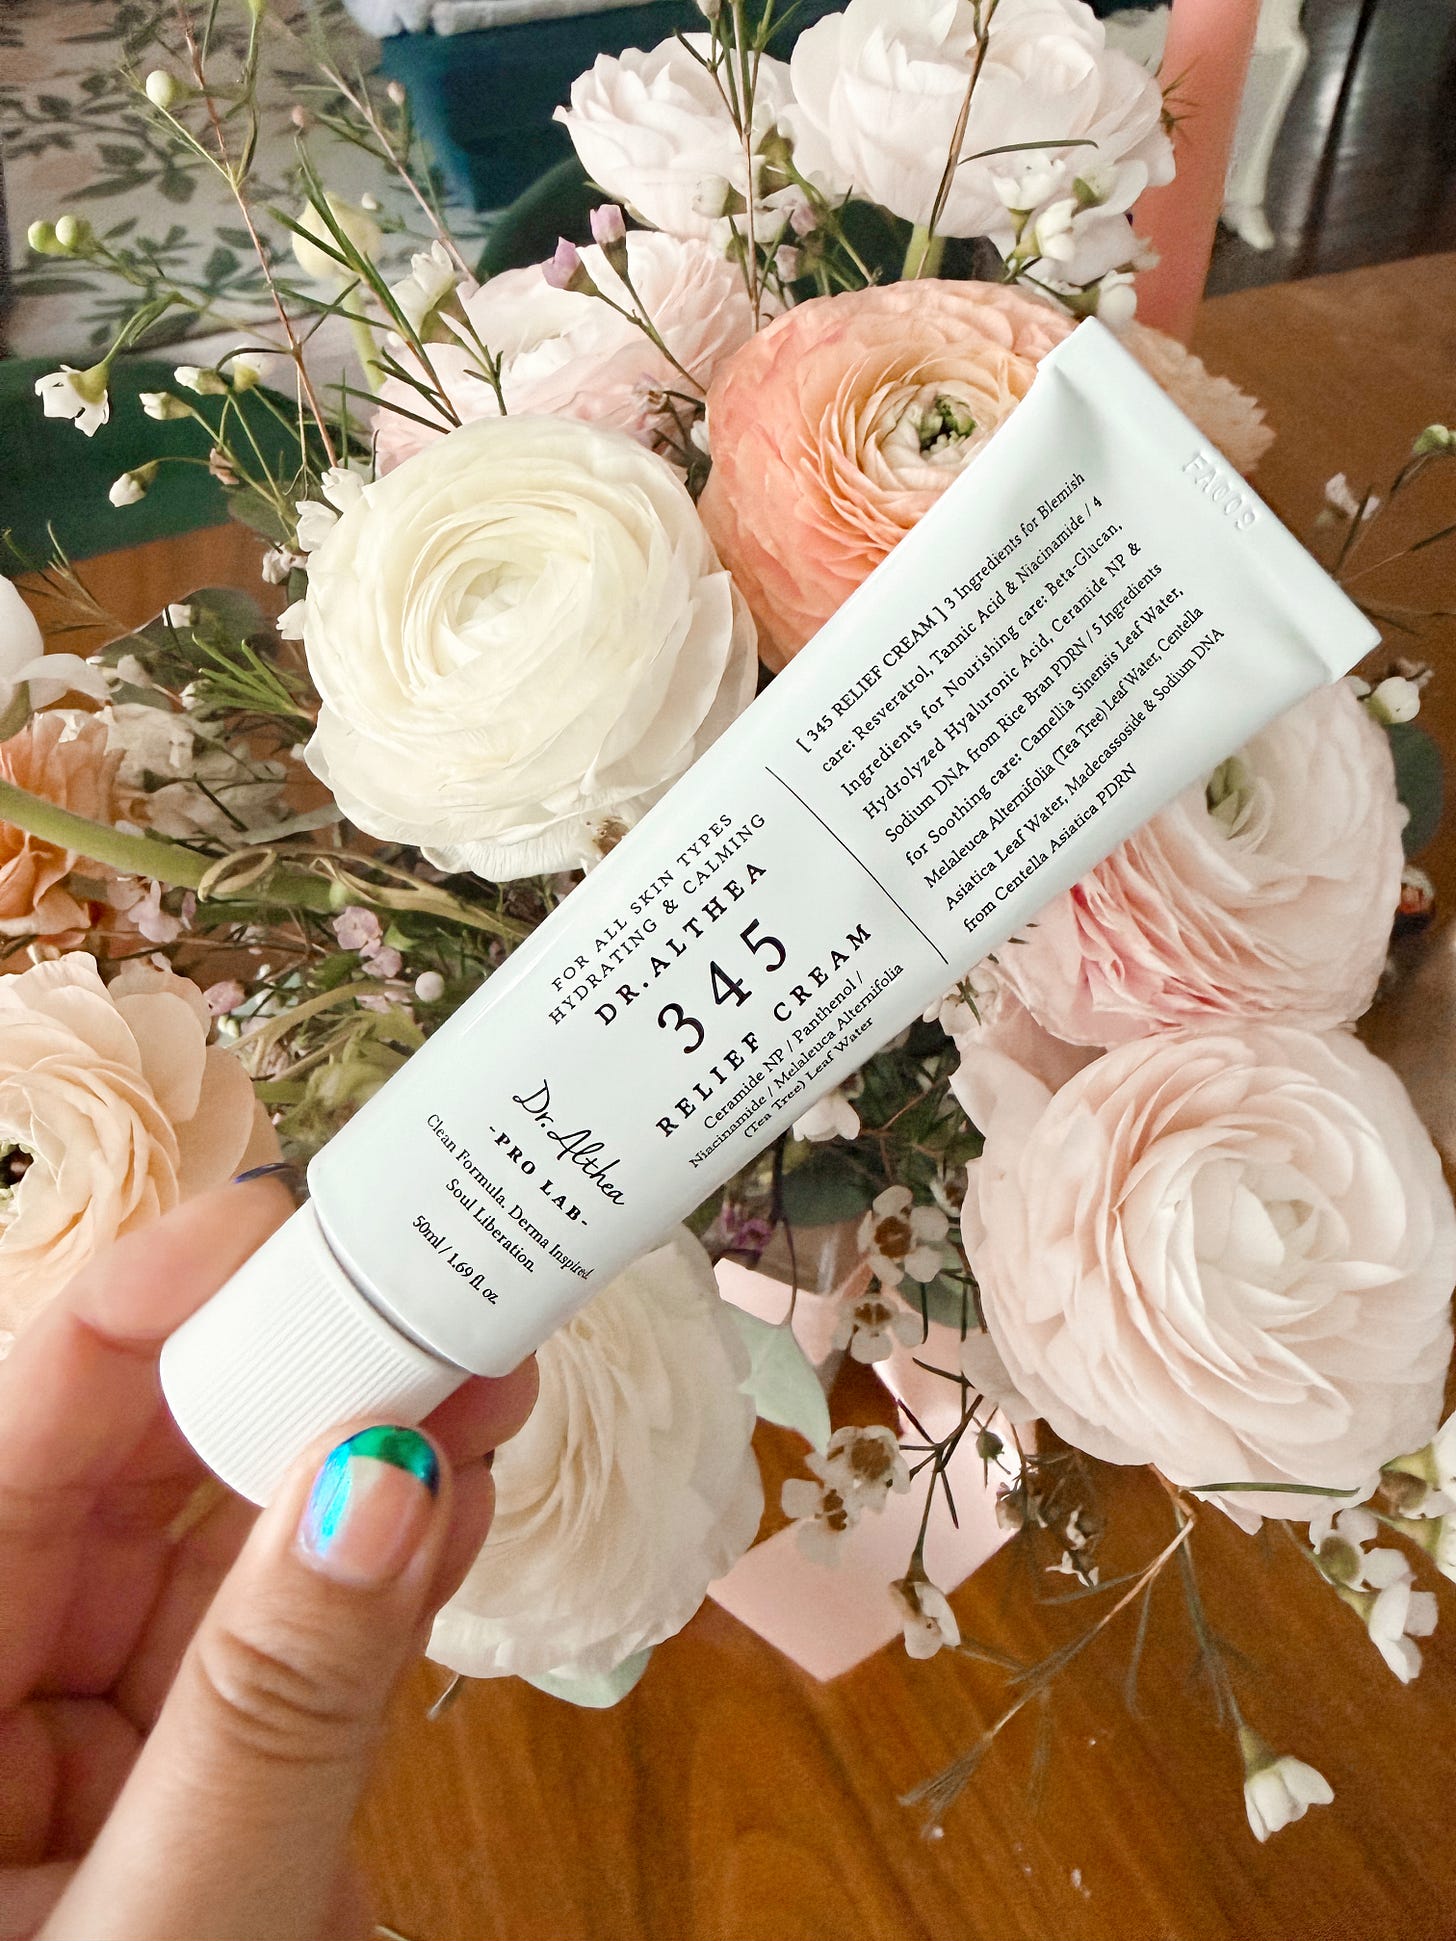 FA009
[ 345 RELIEF CREAM ] 3 Ingredients for Blemish
care: Resveratrol, Tannic Acid & Niacinamide / 4
Ingredients for Nourishing care: Beta-Glucan,
Hydrolyzed Hyaluronic Acid, Ceramide NP &
Sodium DNA from Rice Bran PDRN / 5 Ingredients
for Soothing care: Camellia Sinensis Leaf Water,
Melaleuca Alternifolia (Tea Tree) Leaf Water, Centella
Asiatica Leaf Water, Madecassoside & Sodium DNA
from Centella Asiatica PDRN
FOR ALL SKIN TYPES
HYDRATING & CALMING
DR.ALTHEA
345
RELIEF CREAM
Ceramide NP / Panthenol /
Niacinamide / Melaleuca Alternifolia
(Tea Tree) Leaf Water
Dr.Althea
-PRO LAB-
Clean Formula. Derma Inspired.
Soul Liberation.
50ml / 1.69 fl. oz.